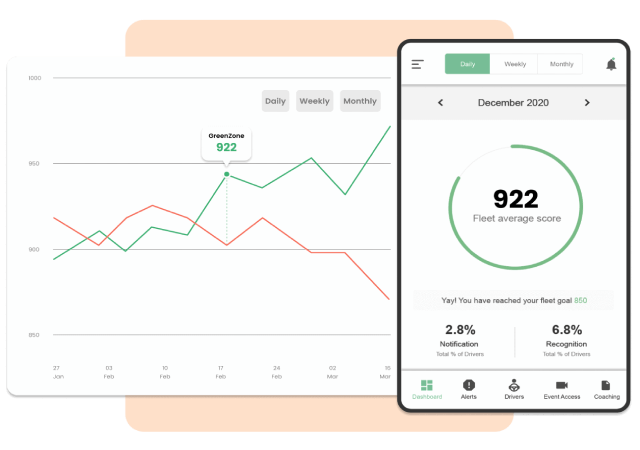 1000
Daily Weekly Monthly
GreenZone
922
950
900
850
27 03 10 17 24 02 15
Jan Feb Feb Feb Feb Mar Mar
Daily Weekly Monthly
December 2020
922
Fleet average score
Yay! You have reached your fleet goal 850
2.8% 6.8%
Notification Recognition
Total % of Drivers Total % of Drivers
Dashboard Alerts Drivers Event Access Coaching